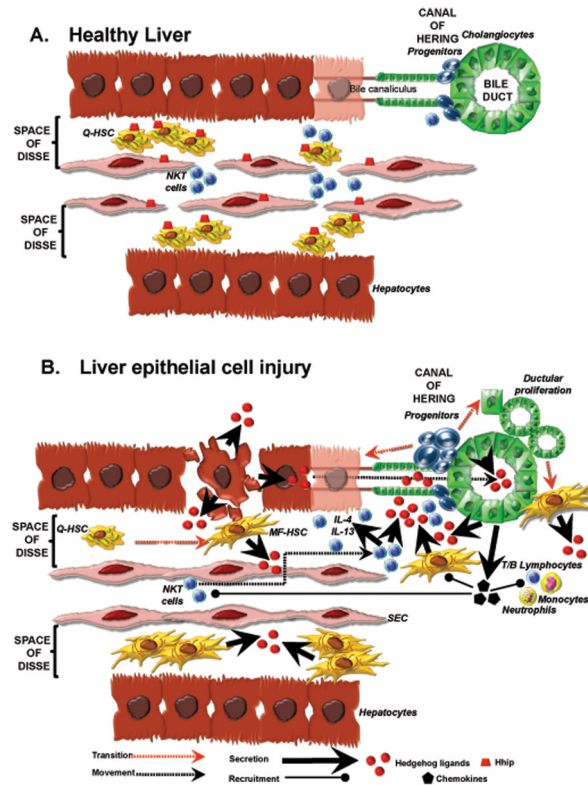 A. Healthy Liver
CANAL
OF
HERING
Progenitors
Cholangiocytes
Bile canaliculus
BILE
DUCT
SPACE
OF
DISSE
Q-HSC
NKT
cells
SPACE
OF
DISSE
Hepatocytes
B. Liver epithelial cell injury
CANAL
OF
HERING
Progenitors
Ductular
proliferation
SPACE
OF
DISSE
Q-HSC
MF-HSC
IL-4
IL-13
NKT
cells
T/B Lymphocytes
Monocytes
Neutrophils
SEC
SPACE
OF
DISSE
Hepatocytes
Transition
Secretion
Hedgehog ligands
Hhip
Movement
Recruitment
Chemokines